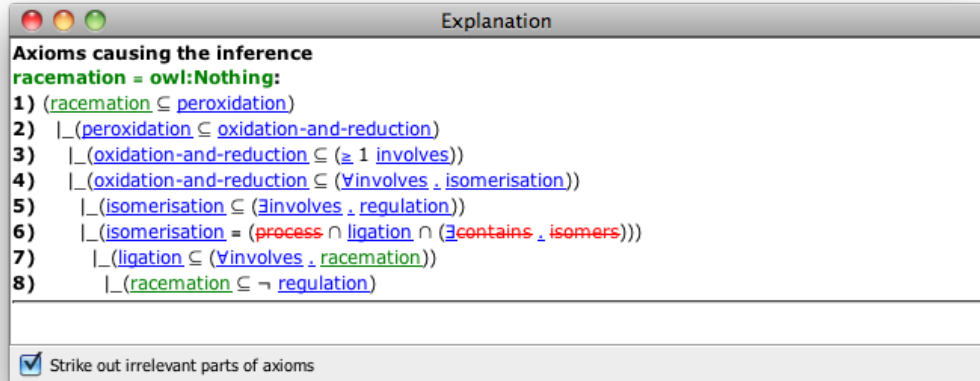 Explanation
Axioms causing the inference
racemation = owl:Nothing:
1) (racemation ⊆ peroxidation)
2) |_(peroxidation ⊆ oxidation-and-reduction)
3) |_(oxidation-and-reduction ⊆ (≥ 1 involves))
4) |_(oxidation-and-reduction ⊆ (∀involves . isomerisation))
5) |_(isomerisation ⊆ (∃involves . regulation))
6) |_(isomerisation = (process ∩ ligation ∩ (∃contains . isomers)))
7) |_(ligation ⊆ (∀involves . racemation))
8) |_(racemation ⊆ ¬ regulation)
Strike out irrelevant parts of axioms